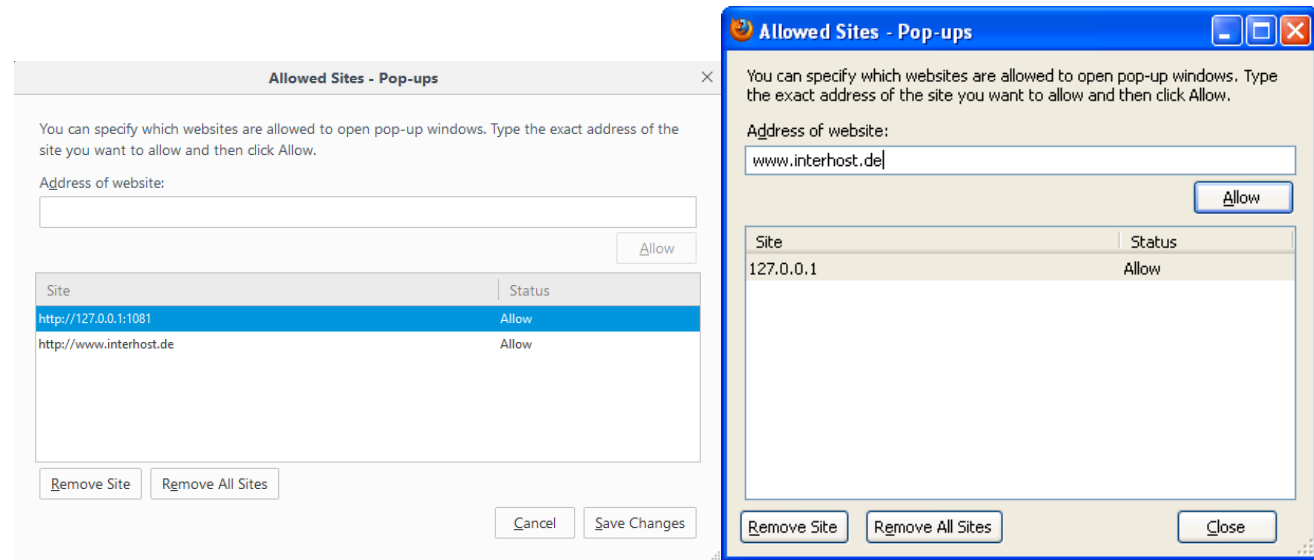 Allowed Sites - Pop-ups
You can specify which websites are allowed to open pop-up windows. Type the exact address of the
site you want to allow and then click Allow.
Address of website:
Allow
Site Status
http://127.0.0.1:1081 Allow
http://www.interhost.de Allow
Remove Site Remove All Sites
Cancel Save Changes
Allowed Sites - Pop-ups
You can specify which websites are allowed to open pop-up windows. Type
the exact address of the site you want to allow and then click Allow.
Address of website:
www.interhost.de
Allow
Site Status
127.0.0.1 Allow
Remove Site Remove All Sites Close